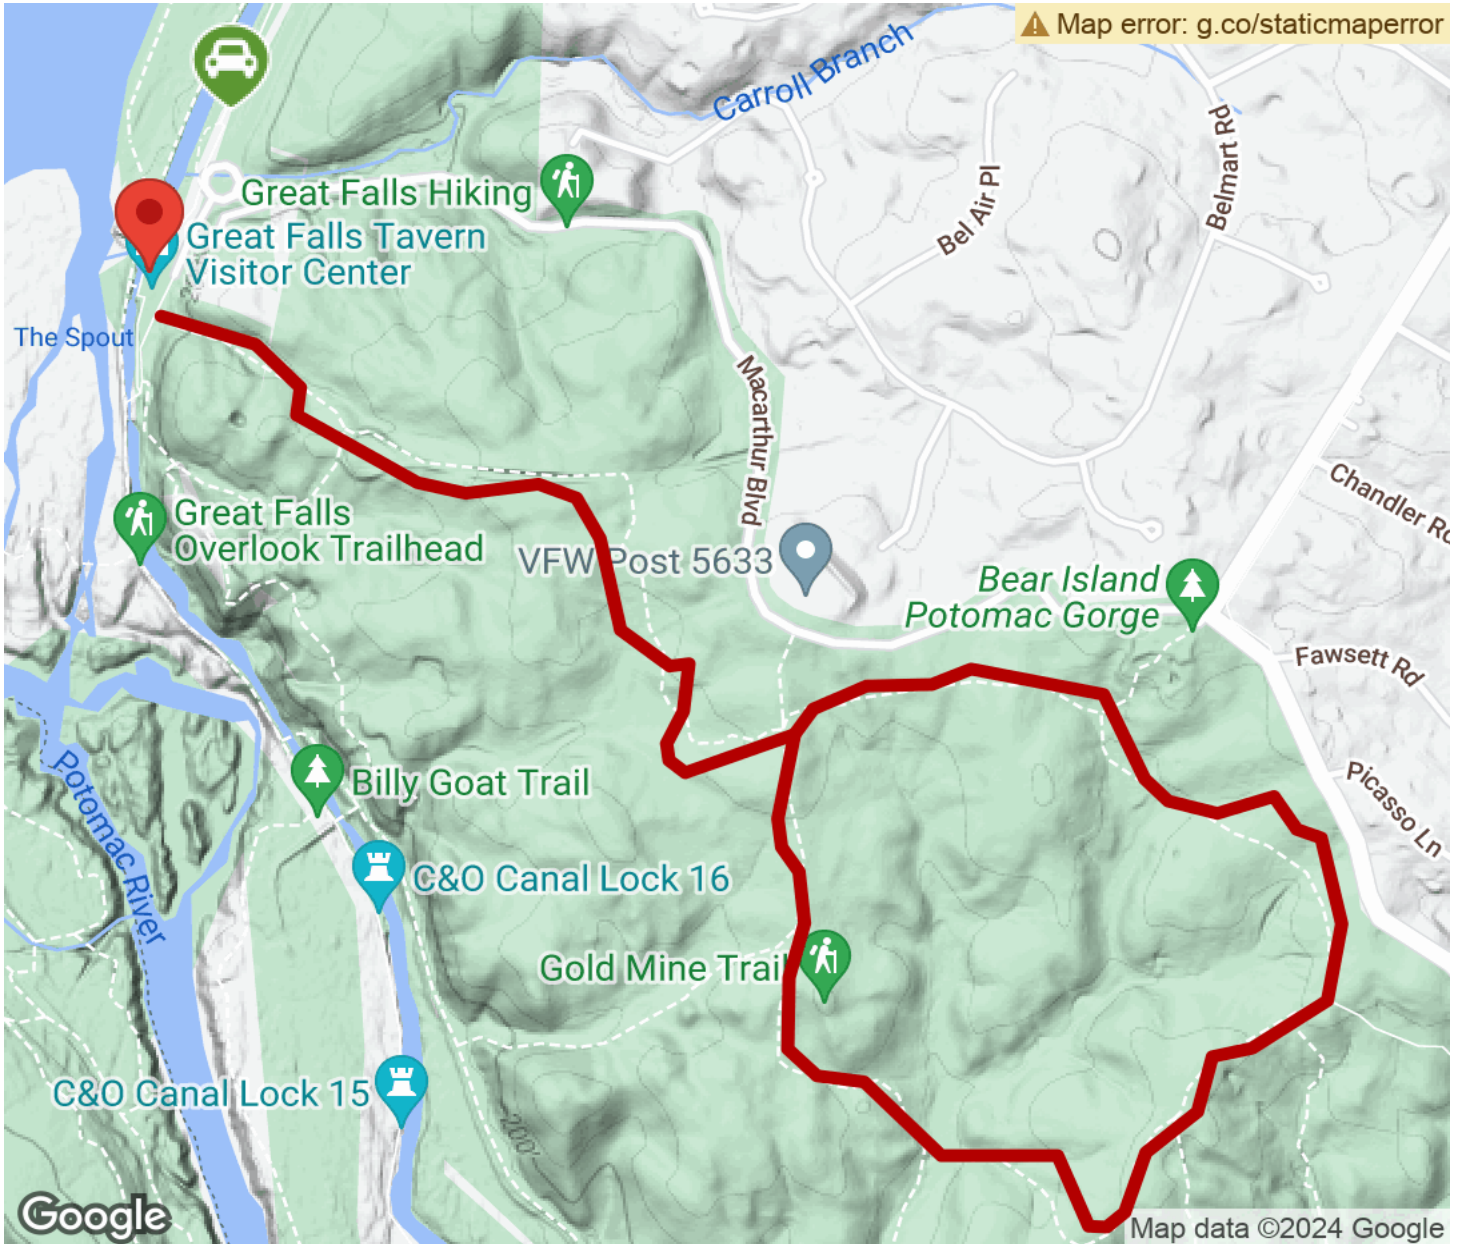 Map error: g.co/staticmaperror
Carroll Branch
Belmart Rd
Great Falls Hiking
Bel Air Pl
Great Falls Tavern
Visitor Center
The Spout
Macarthur Blvd
Chandler Rd
Great Falls
Overlook Trailhead
VFW Post 5633
Bear Island
Potomac Gorge
Fawsett Rd
Potomac River
Billy Goat Trail
Picasso Ln
C&O Canal Lock 16
Gold Mine Trail
C&O Canal Lock 15
200'
Google
Map data ©2024 Google